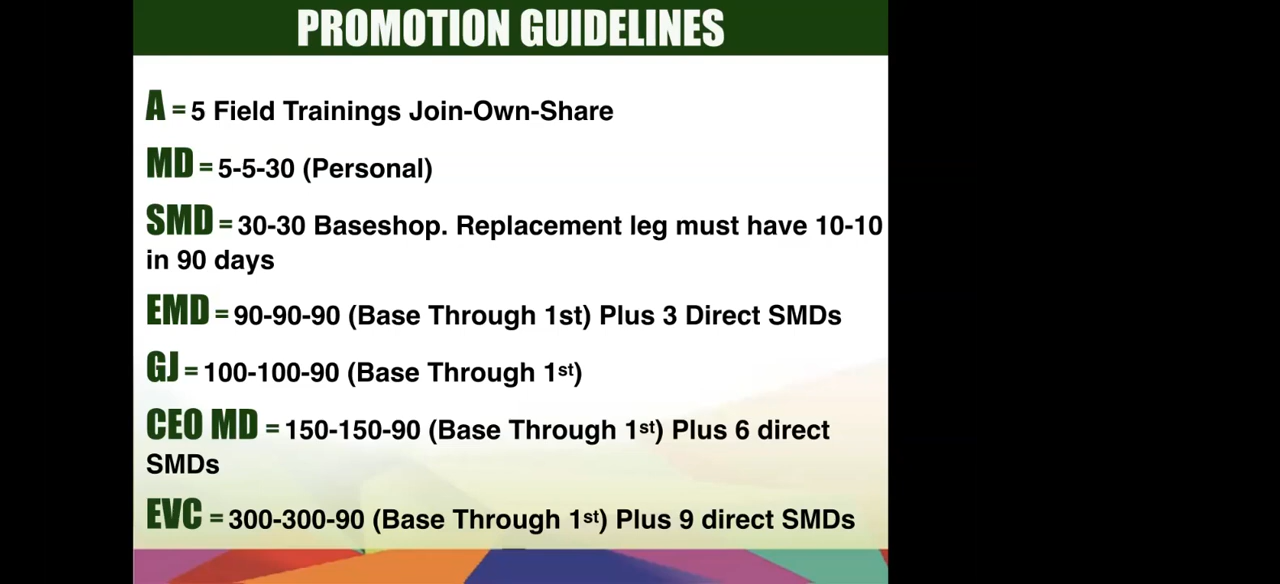 PROMOTION GUIDELINES
A = 5 Field Trainings Join-Own-Share
MD = 5-5-30 (Personal)
SMD = 30-30 Baseshop. Replacement leg must have 10-10
in 90 days
EMD = 90-90-90 (Base Through 1st) Plus 3 Direct SMDs
GJ = 100-100-90 (Base Through 1st)
CEO MD = 150-150-90 (Base Through 1st) Plus 6 direct
SMDs
EVC = 300-300-90 (Base Through 1st) Plus 9 direct SMDs